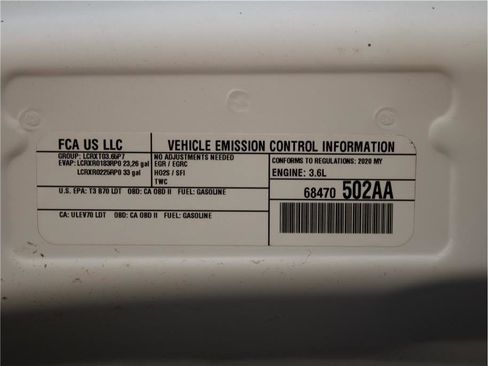 FCA US LLC
VEHICLE EMISSION CONTROL INFORMATION
GROUP: LCRXT03.65P7
EVAP: LCRXR0183RP0 23,26 gal
LCRXR0225RP0 33 gal
NO ADJUSTMENTS NEEDED
EGR / EGRC
HO2S / SFI
TWC
CONFORMS TO REGULATIONS: 2020 MY
ENGINE: 3.6L
68470 502AA
U.S. EPA: T3 B70 LDT OBD: CA OBD II FUEL: GASOLINE
CA: ULEV70 LDT OBD: CA OBD II FUEL: GASOLINE